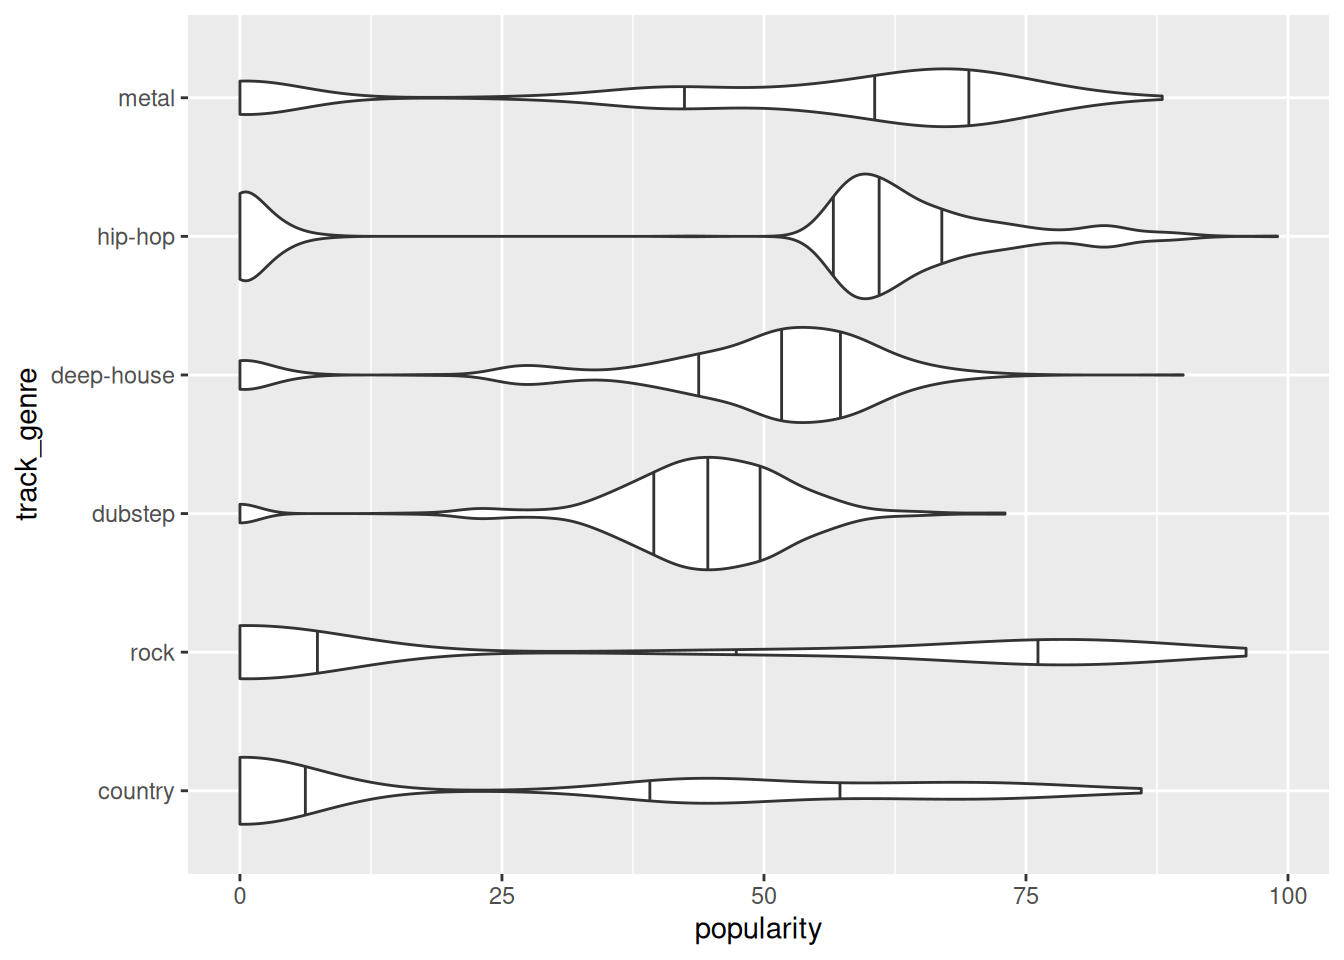 metal
hip-hop
deep-house
dubstep
rock
country
track_genre
0 25 50 75 100
popularity